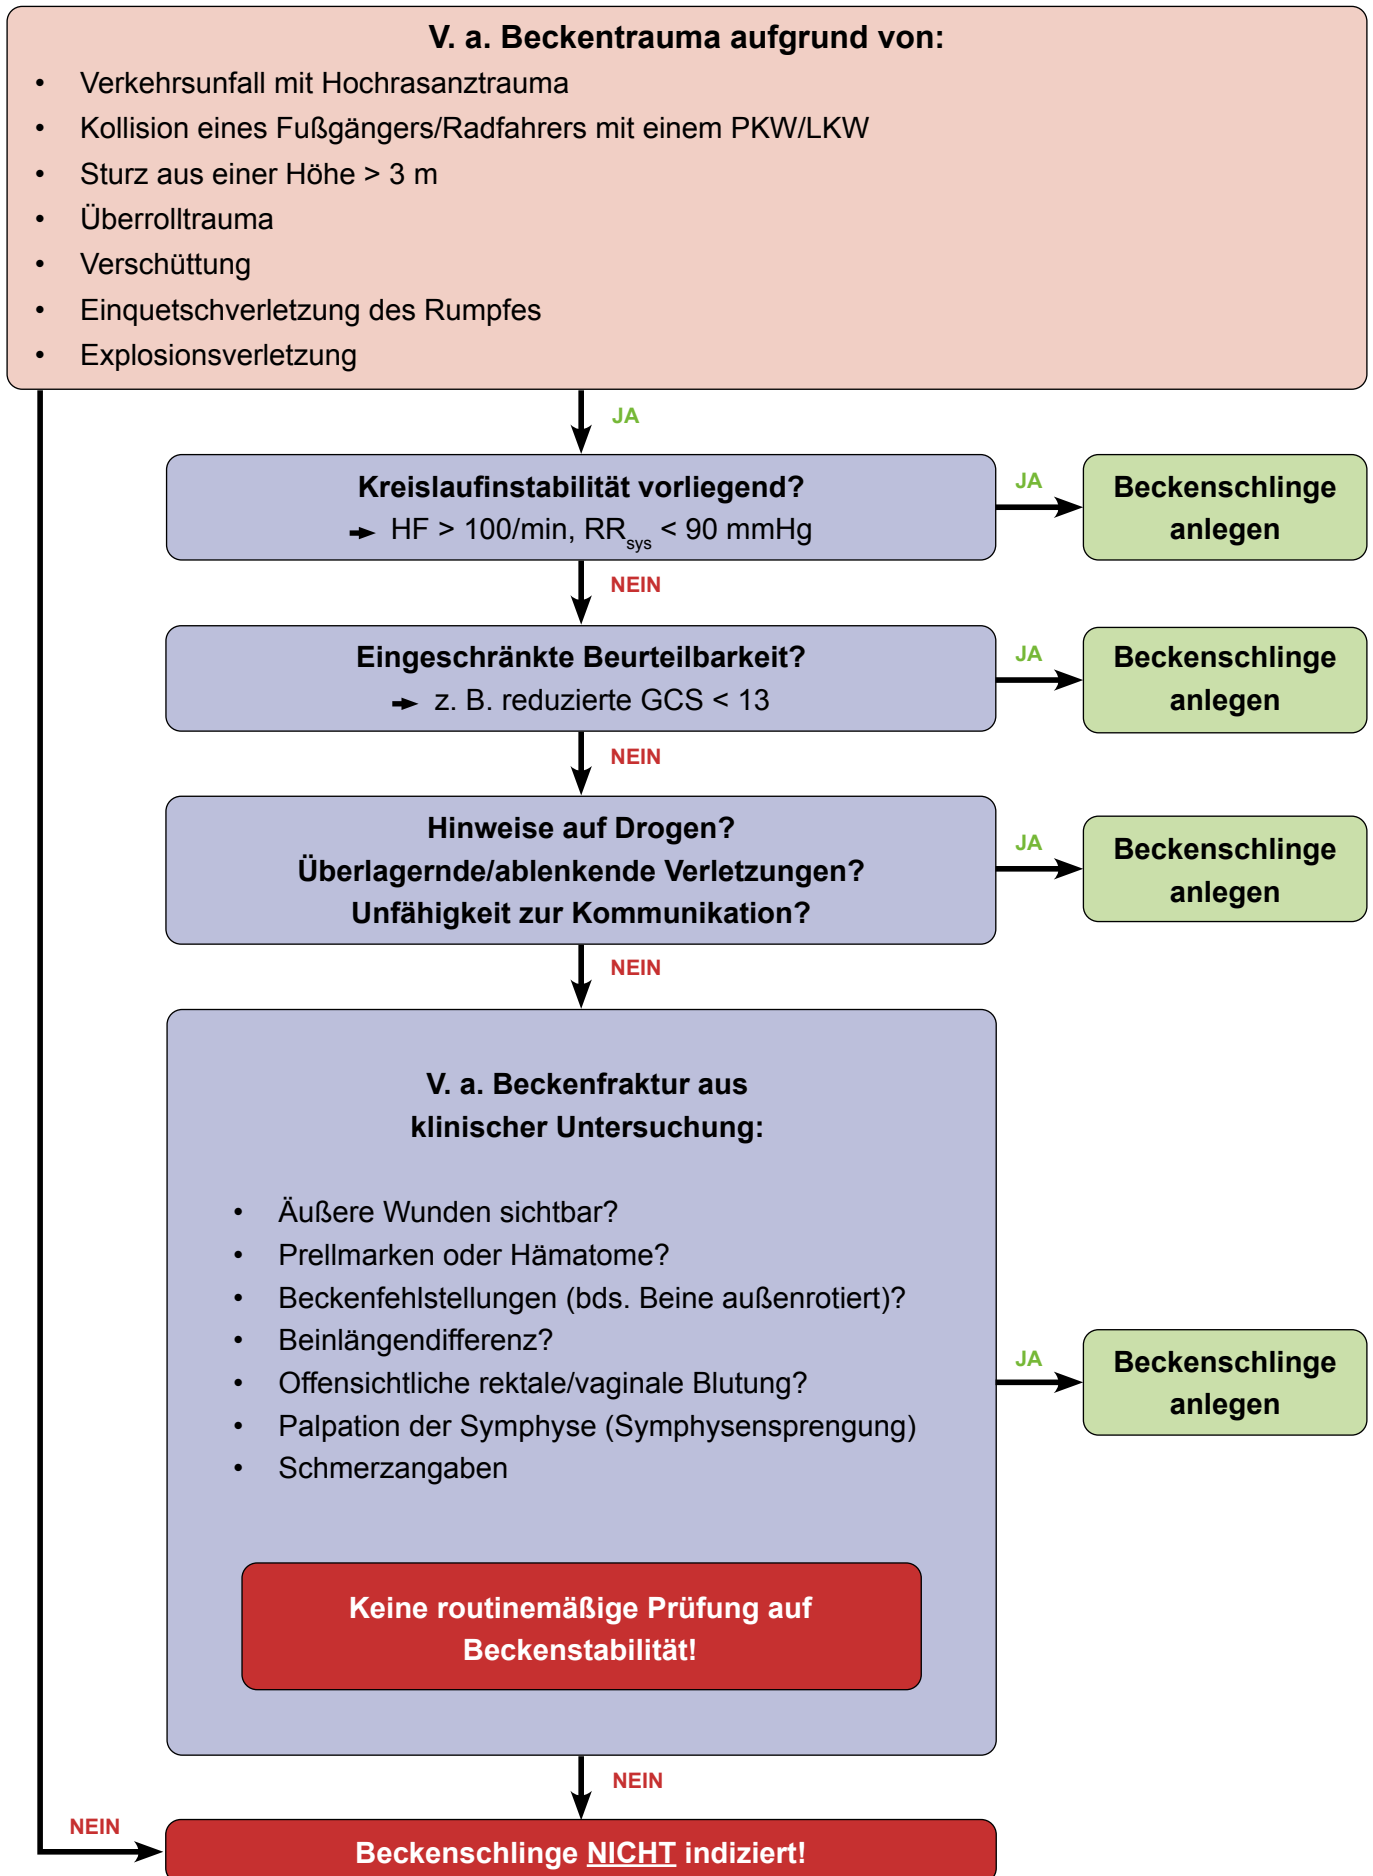 V. a. Beckentrauma aufgrund von:
• Verkehrsunfall mit Hochrasanztrauma
• Kollision eines Fußgängers/Radfahrers mit einem PKW/LKW
• Sturz aus einer Höhe > 3 m
• Überrolltrauma
• Verschüttung
• Einquetschverletzung des Rumpfes
• Explosionsverletzung
JA
Kreislaufinstabilität vorliegend?
➞ HF > 100/min, RRsys < 90 mmHg
JA
Beckenschlinge
anlegen
NEIN
Eingeschränkte Beurteilbarkeit?
➞ z. B. reduzierte GCS < 13
JA
Beckenschlinge
anlegen
NEIN
Hinweise auf Drogen?
Überlagernde/ablenkende Verletzungen?
Unfähigkeit zur Kommunikation?
JA
Beckenschlinge
anlegen
NEIN
V. a. Beckenfraktur aus
klinischer Untersuchung:
• Äußere Wunden sichtbar?
• Prellmarken oder Hämatome?
• Beckenfehlstellungen (bds. Beine außenrotiert)?
• Beinlängendifferenz?
• Offensichtliche rektale/vaginale Blutung?
• Palpation der Symphyse (Symphysensprengung)
• Schmerzangaben
JA
Beckenschlinge
anlegen
Keine routinemäßige Prüfung auf
Beckenstabilität!
NEIN
NEIN
Beckenschlinge NICHT indiziert!